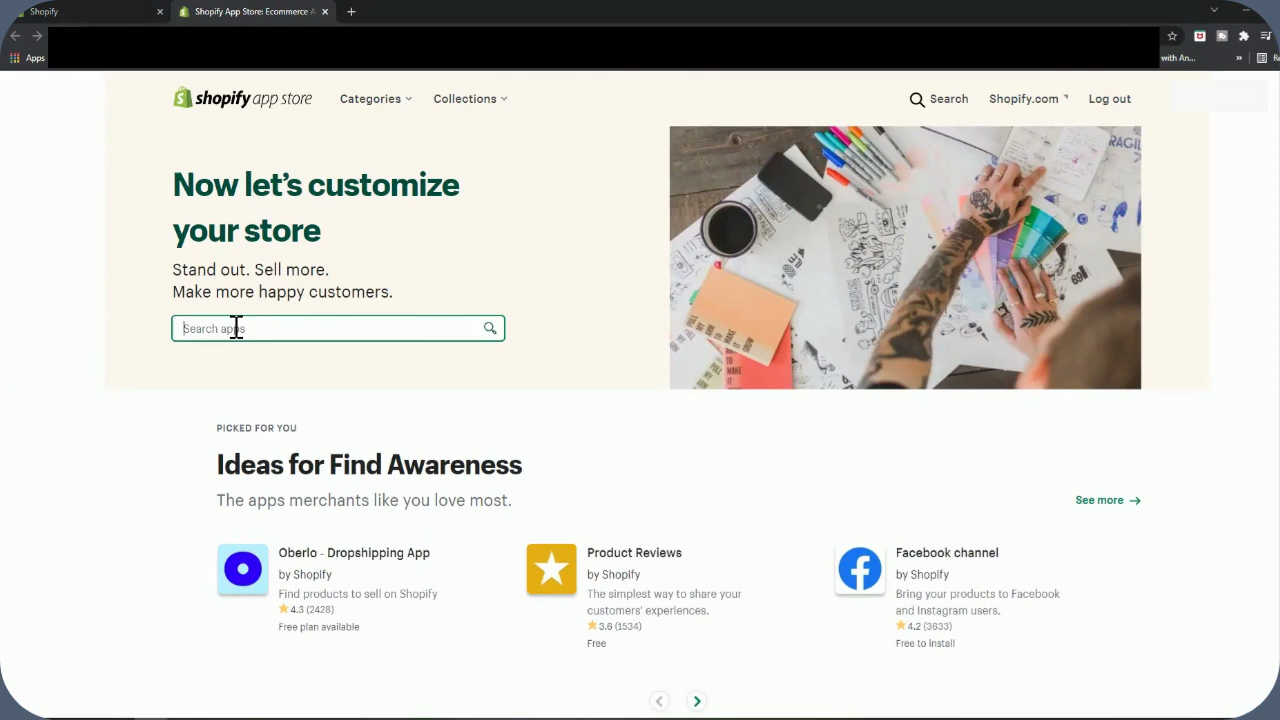 Shopify
Shopify App Store: Ecommerce A
Apps
with An...
shopify app store
Categories
Collections
Search
Shopify.com
Log out
Now let's customize
your store
Stand out. Sell more.
Make more happy customers.
Search apps
FRAGIL
PICKED FOR YOU
Ideas for Find Awareness
The apps merchants like you love most.
See more →
Oberlo - Dropshipping App
by Shopify
Find products to sell on Shopify
4.3 (2428)
Free plan available
Product Reviews
by Shopify
The simplest way to share your
customers' experiences.
3.6 (1534)
Free
Facebook channel
by Shopify
Bring your products to Facebook
and Instagram users.
4.2 (3633)
Free to install